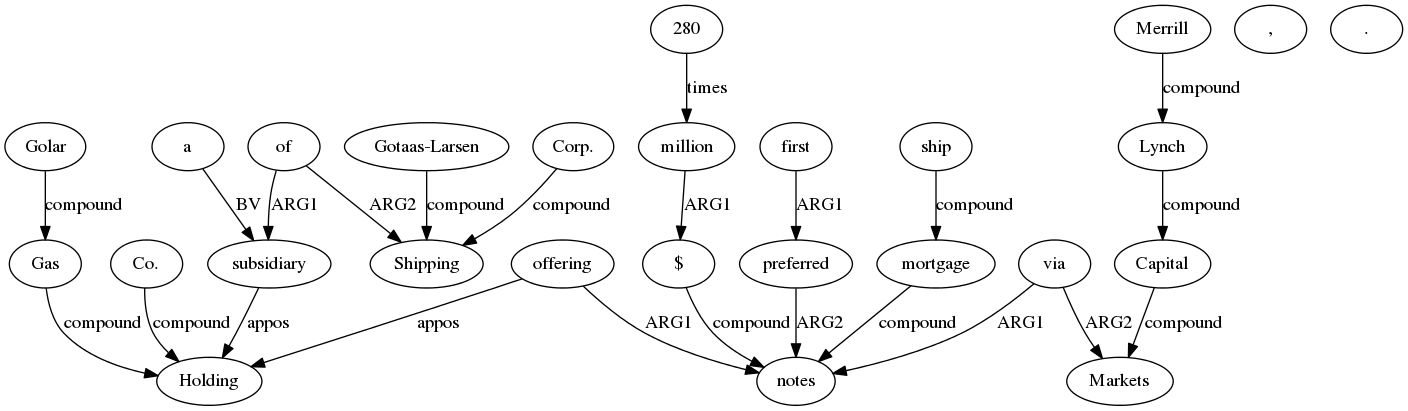 280 Merrill , .
times compound
Golar a of Gotaas-Larsen Corp. million first ship Lynch
compound BV ARG1 ARG2 compound compound ARG1 ARG1 compound compound
Gas Co. subsidiary Shipping offering $ preferred mortgage via Capital
compound compound appos appos ARG1 compound ARG2 compound ARG1 ARG2 compound
Holding notes Markets